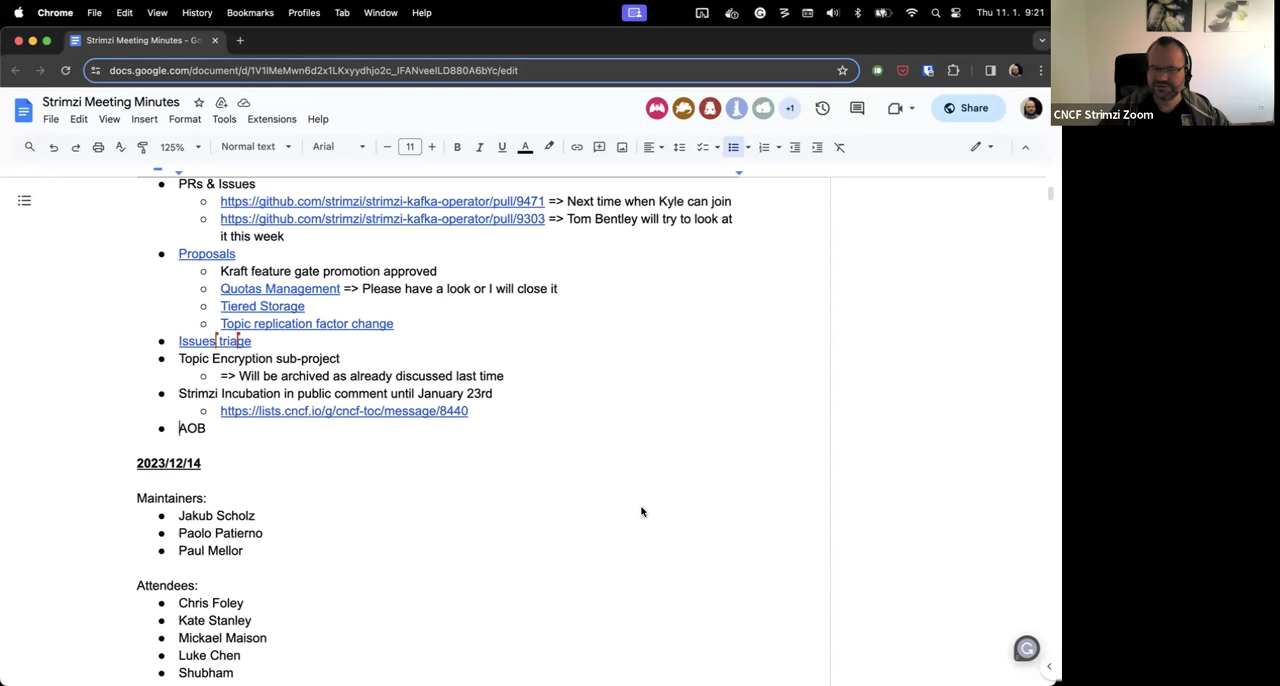 Chrome File Edit View History Bookmarks Profiles Tab Window Help Thu 11. 1. 9:21
Strimzi Meeting Minutes - Go
docs.google.com/document/d/1V1lMeMwn6d2x1LKxyydhjo2c_IFANveelLD880A6bYc/edit
Strimzi Meeting Minutes
File Edit View Insert Format Tools Extensions Help
+1
Share
CNCF Strimzi Zoom
125% Normal text Arial 11 B I U A
PRs & Issues
https://github.com/strimzi/strimzi-kafka-operator/pull/9471 => Next time when Kyle can join
https://github.com/strimzi/strimzi-kafka-operator/pull/9303 => Tom Bentley will try to look at
it this week
Proposals
Kraft feature gate promotion approved
Quotas Management => Please have a look or I will close it
Tiered Storage
Topic replication factor change
Issues triage
Topic Encryption sub-project
=> Will be archived as already discussed last time
Strimzi Incubation in public comment until January 23rd
https://lists.cncf.io/g/cncf-toc/message/8440
AOB
2023/12/14
Maintainers:
Jakub Scholz
Paolo Patierno
Paul Mellor
Attendees:
Chris Foley
Kate Stanley
Mickael Maison
Luke Chen
Shubham